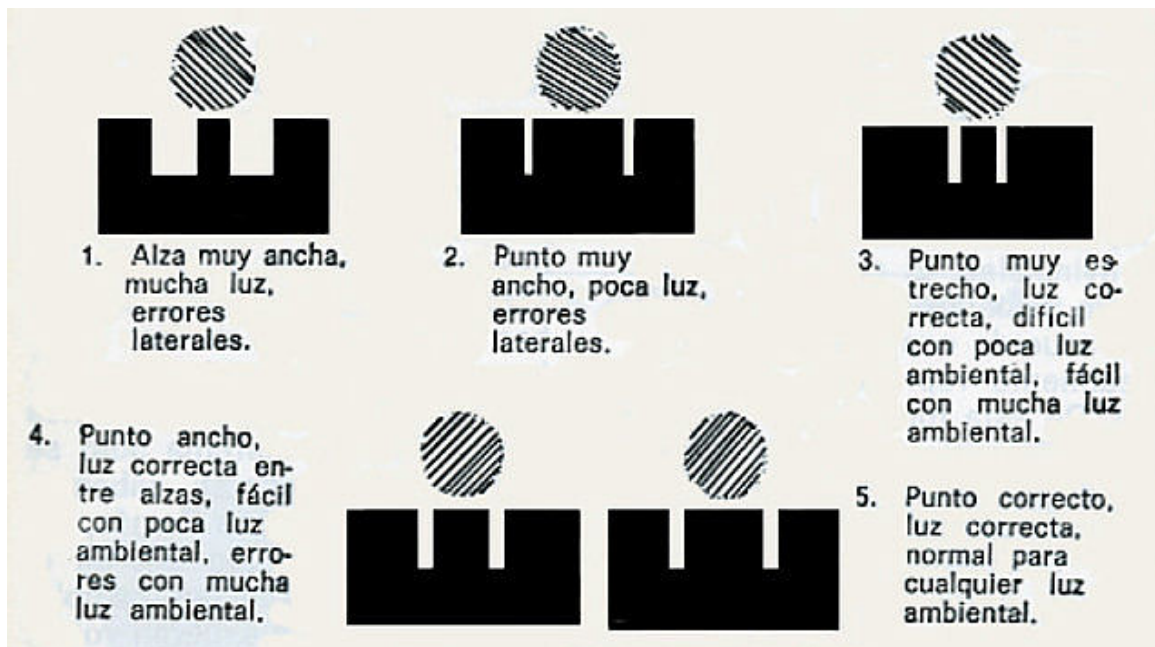 1. Alza muy ancha,
mucha luz,
errores
laterales.
2. Punto muy
ancho, poca luz,
errores
laterales.
3. Punto muy es-
trecho, luz co-
rrecta, difícil
con poca luz
ambiental, fácil
con mucha luz
ambiental.
4. Punto ancho,
luz correcta en-
tre alzas, fácil
con poca luz
ambiental, erro-
res con mucha
luz ambiental.
5. Punto correcto,
luz correcta,
normal para
cualquier luz
ambiental.